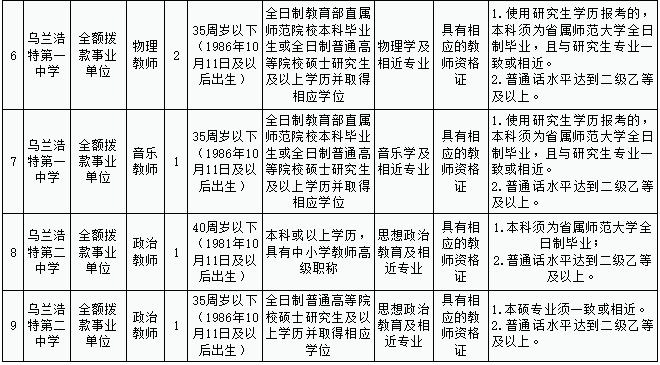 6
乌兰浩
特第一
中学
全额拨
款事业
单位
物理
教师
2
35周岁以下
（1986年10
月11日及以
后出生）
全日制教育部直属
师范院校本科毕业
生或全日制普通高
等院校硕士研究生
及以上学历并取得
相应学位
物理学及
相近专业
具有相
应的教
师资格
证
1.使用研究生学历报考的，
本科须为省属师范大学全日
制毕业，且与研究生专业一
致或相近。
2.普通话水平达到二级乙等
及以上。
7
乌兰浩
特第一
中学
全额拨
款事业
单位
音乐
教师
1
35周岁以下
（1986年10
月11日及以
后出生）
全日制教育部直属
师范院校本科毕业
生或全日制普通高
等院校硕士研究生
及以上学历并取得
相应学位
音乐学及
相近专业
具有相
应的教
师资格
证
1.使用研究生学历报考的，
本科须为省属师范大学全日
制毕业，且与研究生专业一
致或相近。
2.普通话水平达到二级乙等
及以上。
8
乌兰浩
特第二
中学
全额拨
款事业
单位
政治
教师
1
40周岁以下
（1981年10
月11日及以
后出生）
本科或以上学历，
具有中小学教师高
级职称
思想政治
教育及相
近专业
具有相
应的教
师资格
证
1.本科须为省属师范大学全
日制毕业；
2.普通话水平达到二级乙等
及以上。
9
乌兰浩
特第二
中学
全额拨
款事业
单位
政治
教师
1
35周岁以下
（1986年10
月11日及以
后出生）
全日制普通高等院
校硕士研究生及以
上学历并取得相应
学位
思想政治
教育及相
近专业
具有相
应的教
师资格
证
1.本硕专业须一致或相近。
2.普通话水平达到二级乙等
及以上。